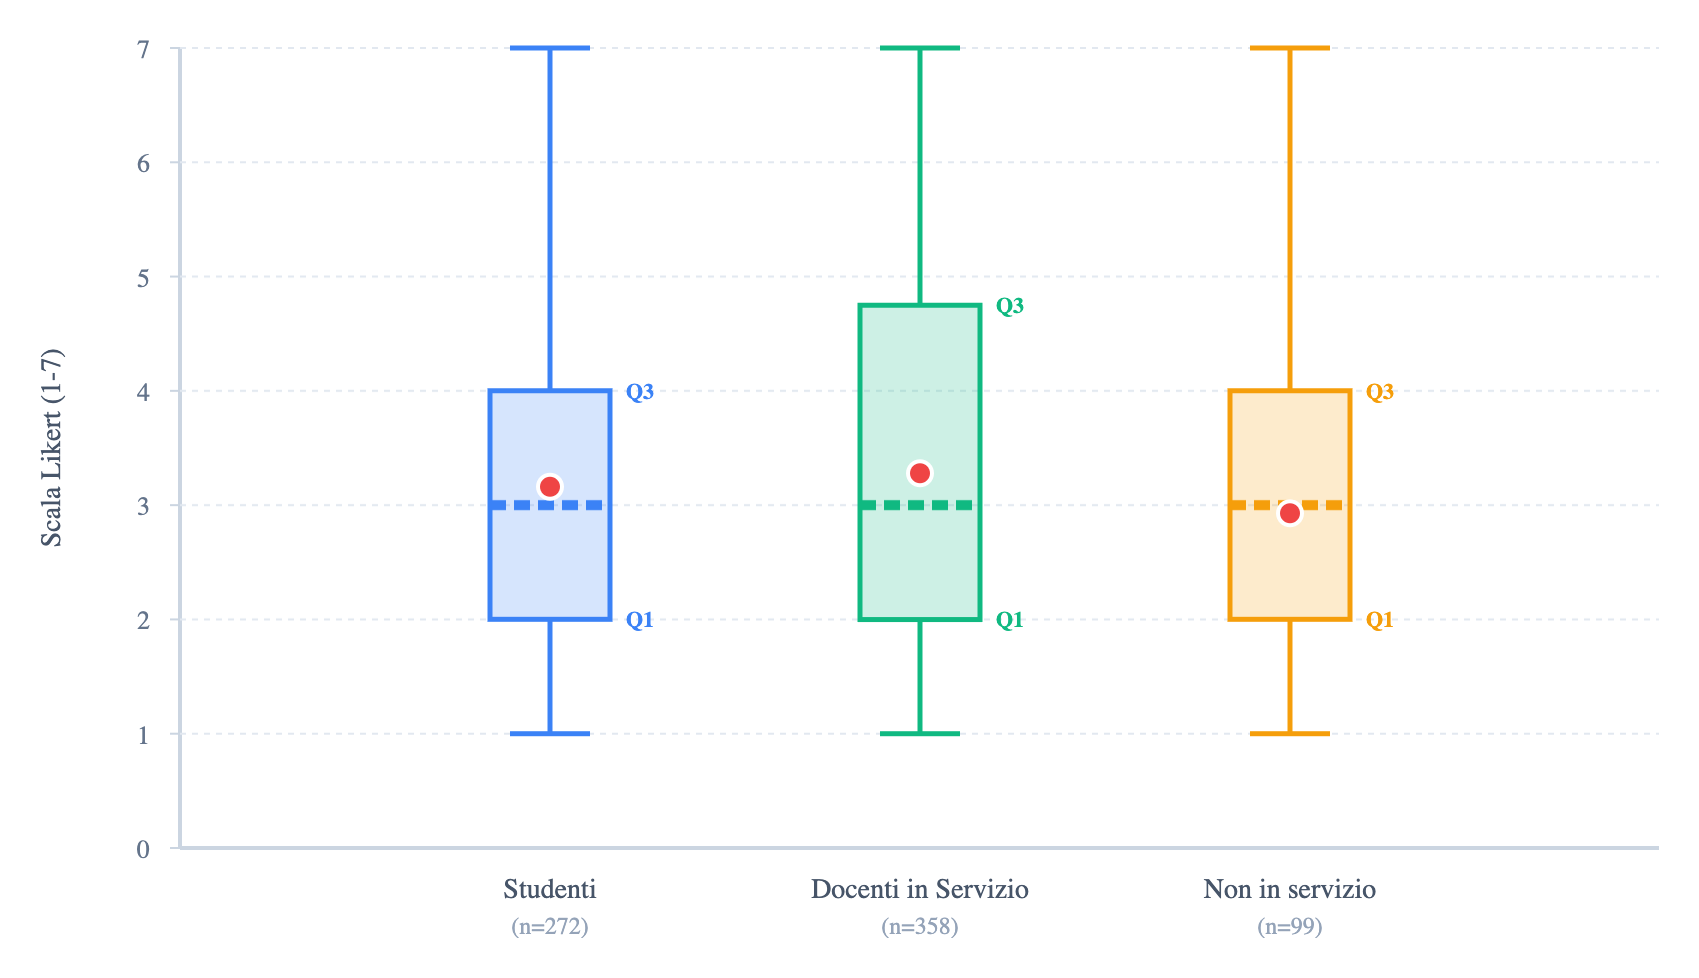 7
6
5
4
3
2
1
0
Scala Likert (1-7)
Q3
Q1
Q3
Q1
Q3
Q1
Studenti
(n=272)
Docenti in Servizio
(n=358)
Non in servizio
(n=99)